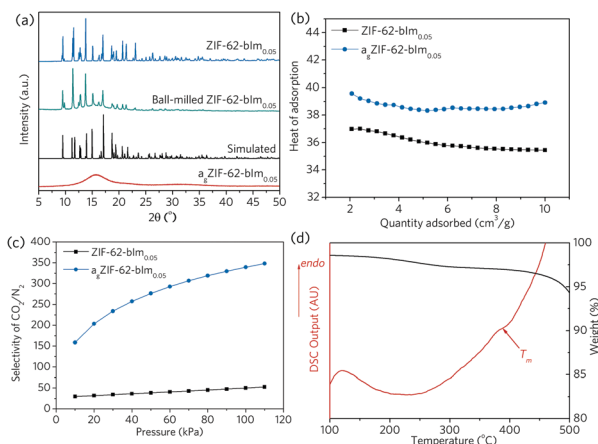 (a)
ZIF-62-bIm0.05
Ball-milled ZIF-62-bIm0.05
Simulated
agZIF-62-bIm0.05
Intensity (a.u.)
5 10 15 20 25 30 35 40 45 50
2θ (°)
(b)
ZIF-62-bIm0.05
agZIF-62-bIm0.05
Heat of adsorption
44
42
40
38
36
34
32
0 2 4 6 8 10
Quantity adsorbed (cm3/g)
(c)
ZIF-62-bIm0.05
agZIF-62-bIm0.05
Selectivity of CO2/N2
400
350
300
250
200
150
100
50
0
0 20 40 60 80 100 120
Pressure (kPa)
(d)
endo
DSC Output (AU)
Tm
100
95
90
85
80
Weight (%)
100 200 300 400 500
Temperature (°C)